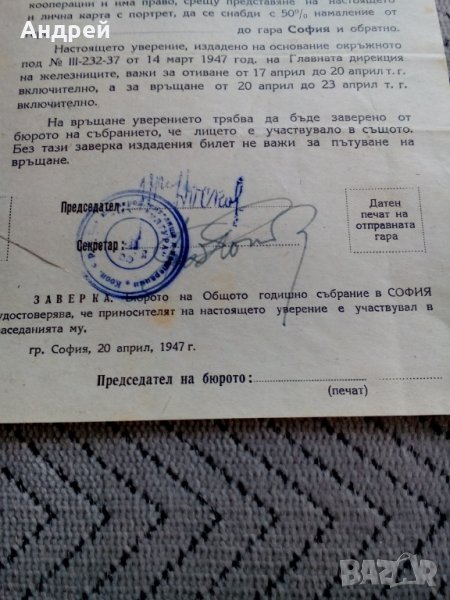 Андрей
кооперации и има право, срещу представяне на настоящето
и лична карта с портрет, да се снабди с 50% намаление от
до гара София и обратно.
Настоящето уверение, издадено на основание окръжното
под № III-232-37 от 14 март 1947 год. на Главната дирекция
на железниците, важи за отиване от 17 април до 20 април т. г.
включително, а за връщане от 20 април до 23 април т. г.
включително.
На връщане уверението трябва да бъде заверено от
бюрото на събранието, че лицето е участвувало в същото.
Без тази заверка издадения билет не важи за пътуване на
връщане.
Председател:
Секретар:
Датен
печат на
отправната
гара
ЗАВЕРКА. Бюрото на Общото годишно събрание в СОФИЯ
удостоверява, че приносителят на настоящето уверение е участвувал в
заседанията му.
гр. София, 20 април, 1947 г.
Председател на бюрото:
(печат)
BAZAR